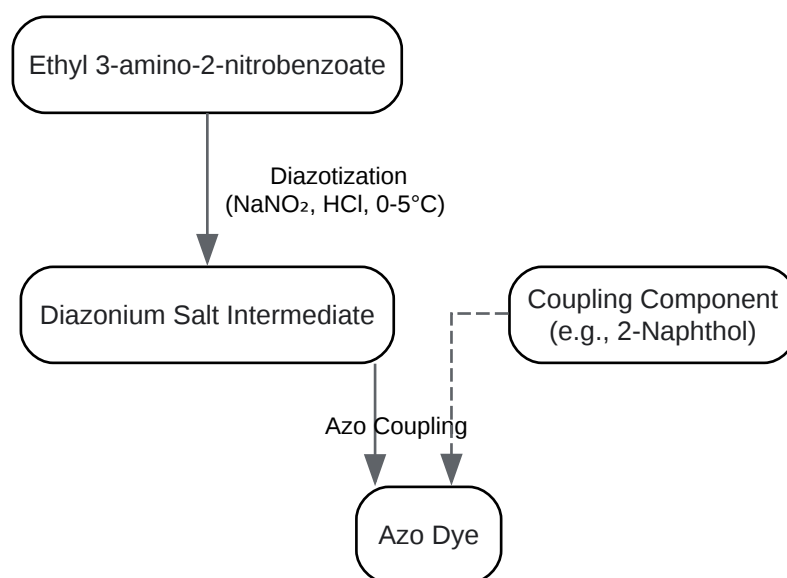 Ethyl 3-amino-2-nitrobenzoate
Diazotization
(NaNO₂, HCl, 0-5°C)
Diazonium Salt Intermediate
Coupling Component
(e.g., 2-Naphthol)
Azo Coupling
Azo Dye